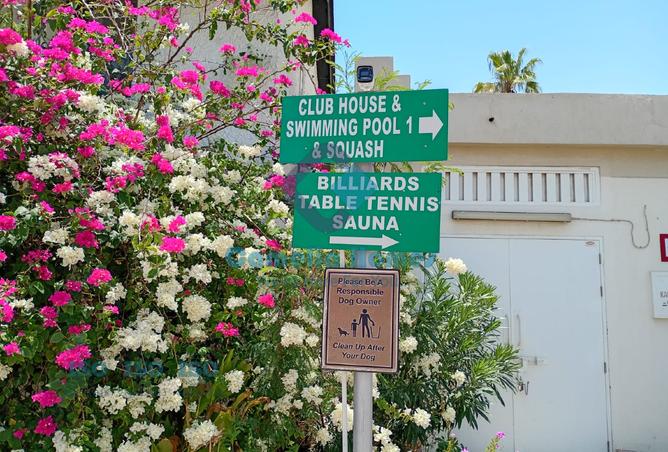 CLUB HOUSE &
SWIMMING POOL 1
& SQUASH
BILLIARDS
TABLE TENNIS
SAUNA
Please Be A
Responsible
Dog Owner
Clean Up After
Your Dog